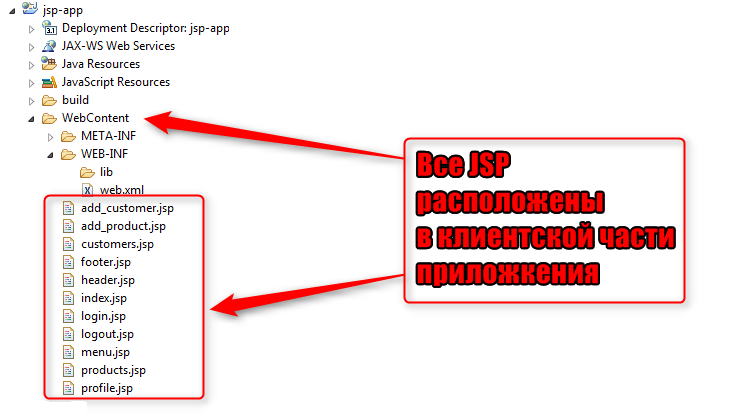 jsp-app
3.1 Deployment Descriptor: jsp-app
JAX-WS Web Services
Java Resources
JavaScript Resources
build
WebContent
META-INF
WEB-INF
lib
X web.xml
add_customer.jsp
add_product.jsp
customers.jsp
footer.jsp
header.jsp
index.jsp
login.jsp
logout.jsp
menu.jsp
products.jsp
profile.jsp
Все JSP
расположены
в клиентской части
приложкения